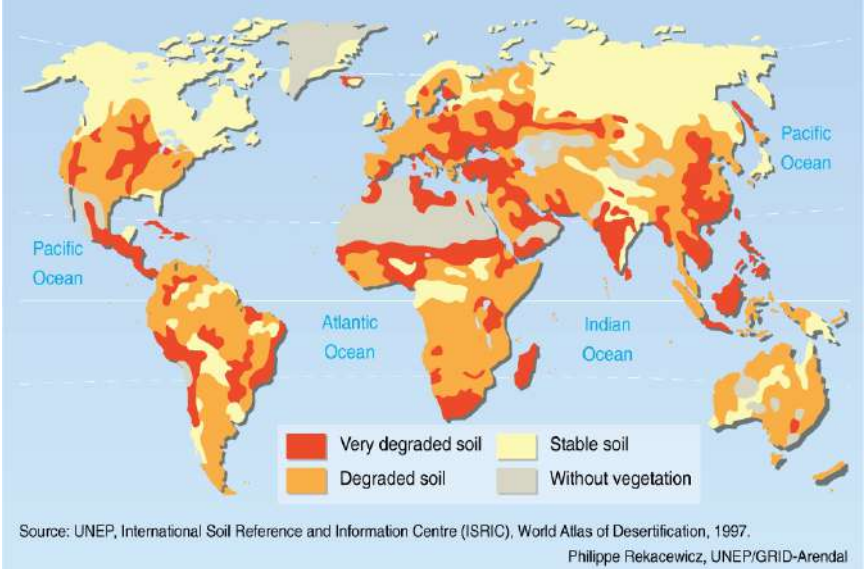 Pacific
Ocean
Pacific
Ocean
Atlantic
Ocean
Indian
Ocean
Very degraded soil
Stable soil
Degraded soil
Without vegetation
Source: UNEP, International Soil Reference and Information Centre (ISRIC), World Atlas of Desertification, 1997.
Philippe Rekacewicz, UNEP/GRID-Arendal